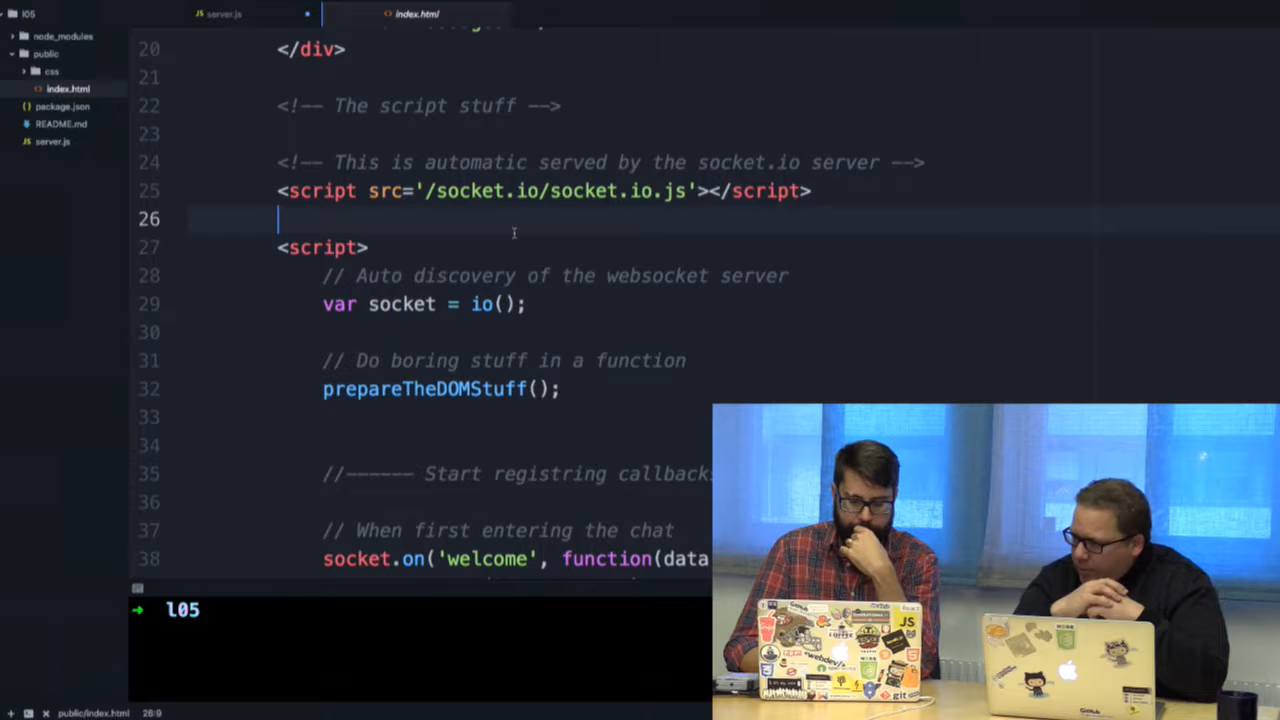 l05
server.js
index.html
node_modules
public
css
index.html
package.json
README.md
server.js
20 </div>
21
22 <!-- The script stuff -->
23
24 <!-- This is automatic served by the socket.io server -->
25 <script src='/socket.io/socket.io.js'></script>
26
27 <script>
28 // Auto discovery of the websocket server
29 var socket = io();
30
31 // Do boring stuff in a function
32 prepareTheDOMStuff();
33
34
35 //------ Start registring callbacks
36
37 // When first entering the chat
38 socket.on('welcome', function(data
→ l05
public/index.html 26:9
JS
git
GitHub